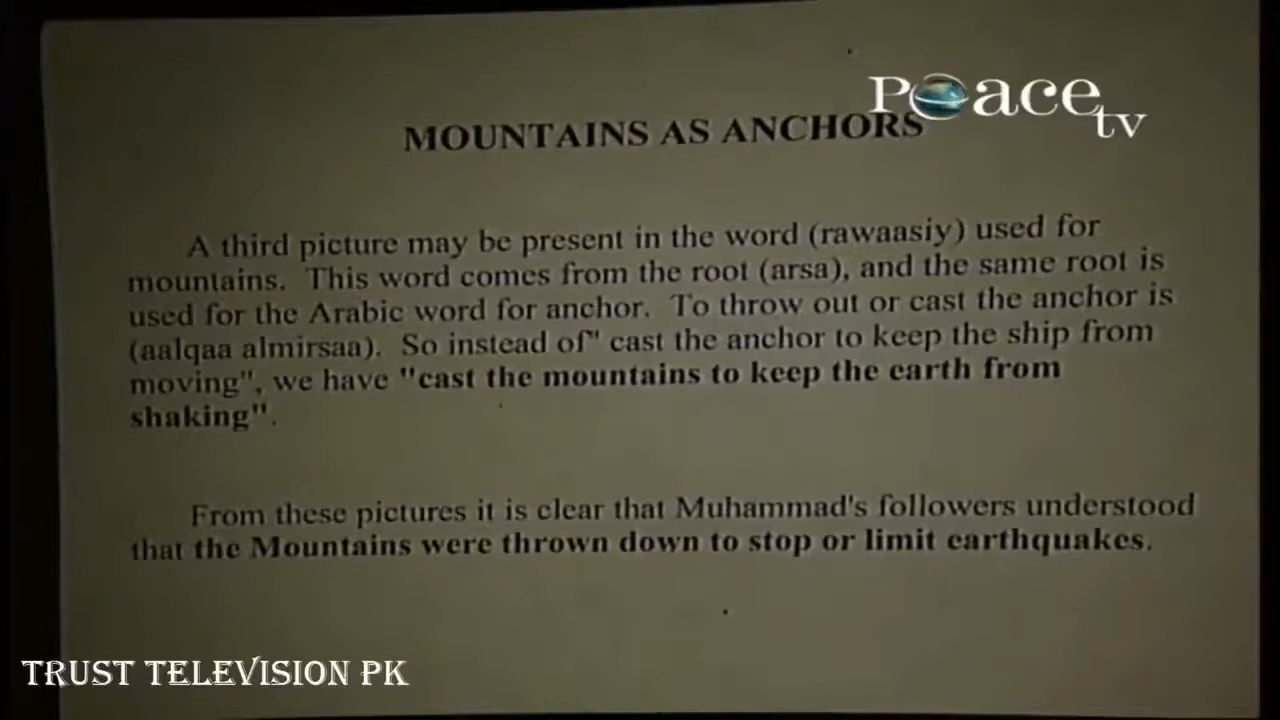 Peace
tv
MOUNTAINS AS ANCHORS
A third picture may be present in the word (rawaasiy) used for
mountains. This word comes from the root (arsa), and the same root is
used for the Arabic word for anchor. To throw out or cast the anchor is
(aalqaa almirsaa). So instead of" cast the anchor to keep the ship from
moving", we have "cast the mountains to keep the earth from
shaking".
From these pictures it is clear that Muhammad's followers understood
that the Mountains were thrown down to stop or limit earthquakes.
TRUST TELEVISION PK